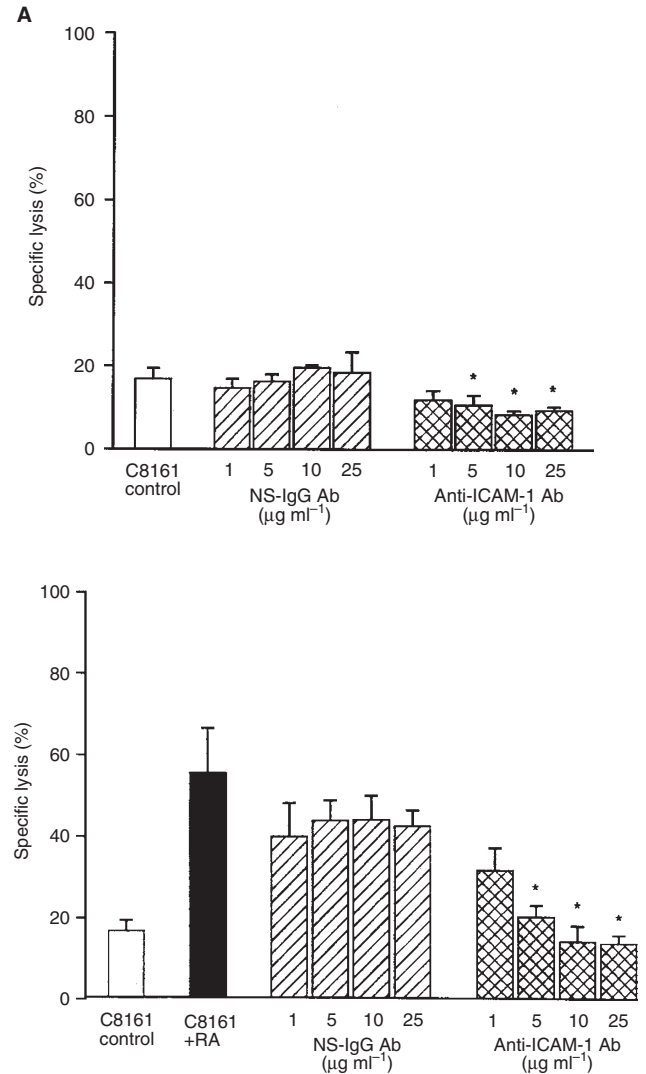 A
100
80
60
40
20
0
Specific lysis (%)
* * *
C8161
control
1 5 10 25
NS-IgG Ab
(µg ml⁻¹)
1 5 10 25
Anti-ICAM-1 Ab
(µg ml⁻¹)
100
80
60
40
20
0
Specific lysis (%)
* * *
C8161
control
C8161
+RA
1 5 10 25
NS-IgG Ab
(µg ml⁻¹)
1 5 10 25
Anti-ICAM-1 Ab
(µg ml⁻¹)